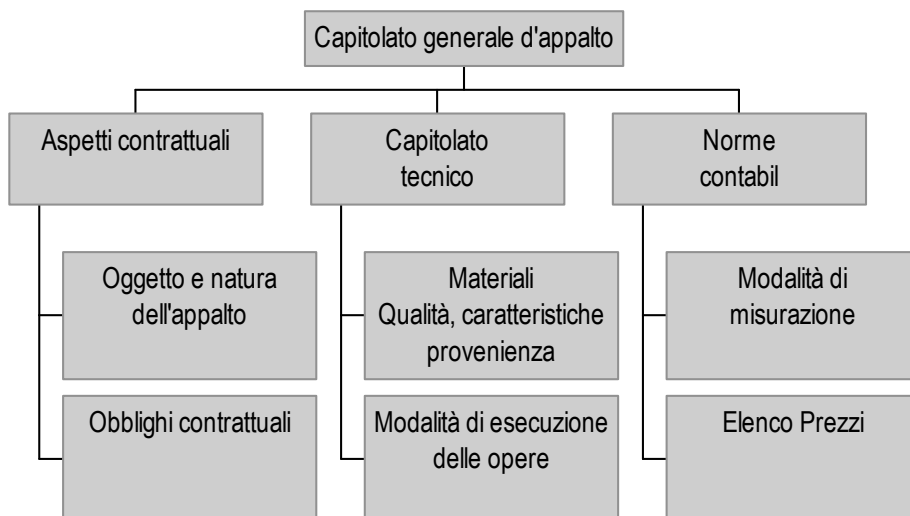 Capitolato generale d'appalto
Aspetti contrattuali
Capitolato
tecnico
Norme
contabil
Oggetto e natura
dell'appalto
Materiali
Qualità, caratteristiche
provenienza
Modalità di
misurazione
Obblighi contrattuali
Modalità di esecuzione
delle opere
Elenco Prezzi